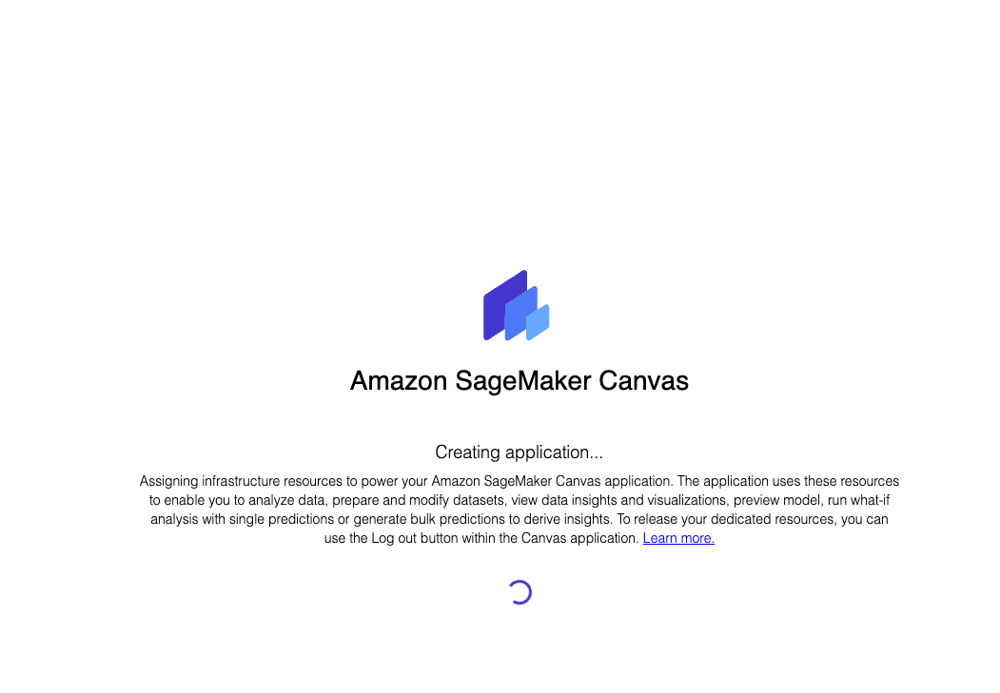 Amazon SageMaker Canvas
Creating application...
Assigning infrastructure resources to power your Amazon SageMaker Canvas application. The application uses these resources
to enable you to analyze data, prepare and modify datasets, view data insights and visualizations, preview model, run what-if
analysis with single predictions or generate bulk predictions to derive insights. To release your dedicated resources, you can
use the Log out button within the Canvas application. Learn more.